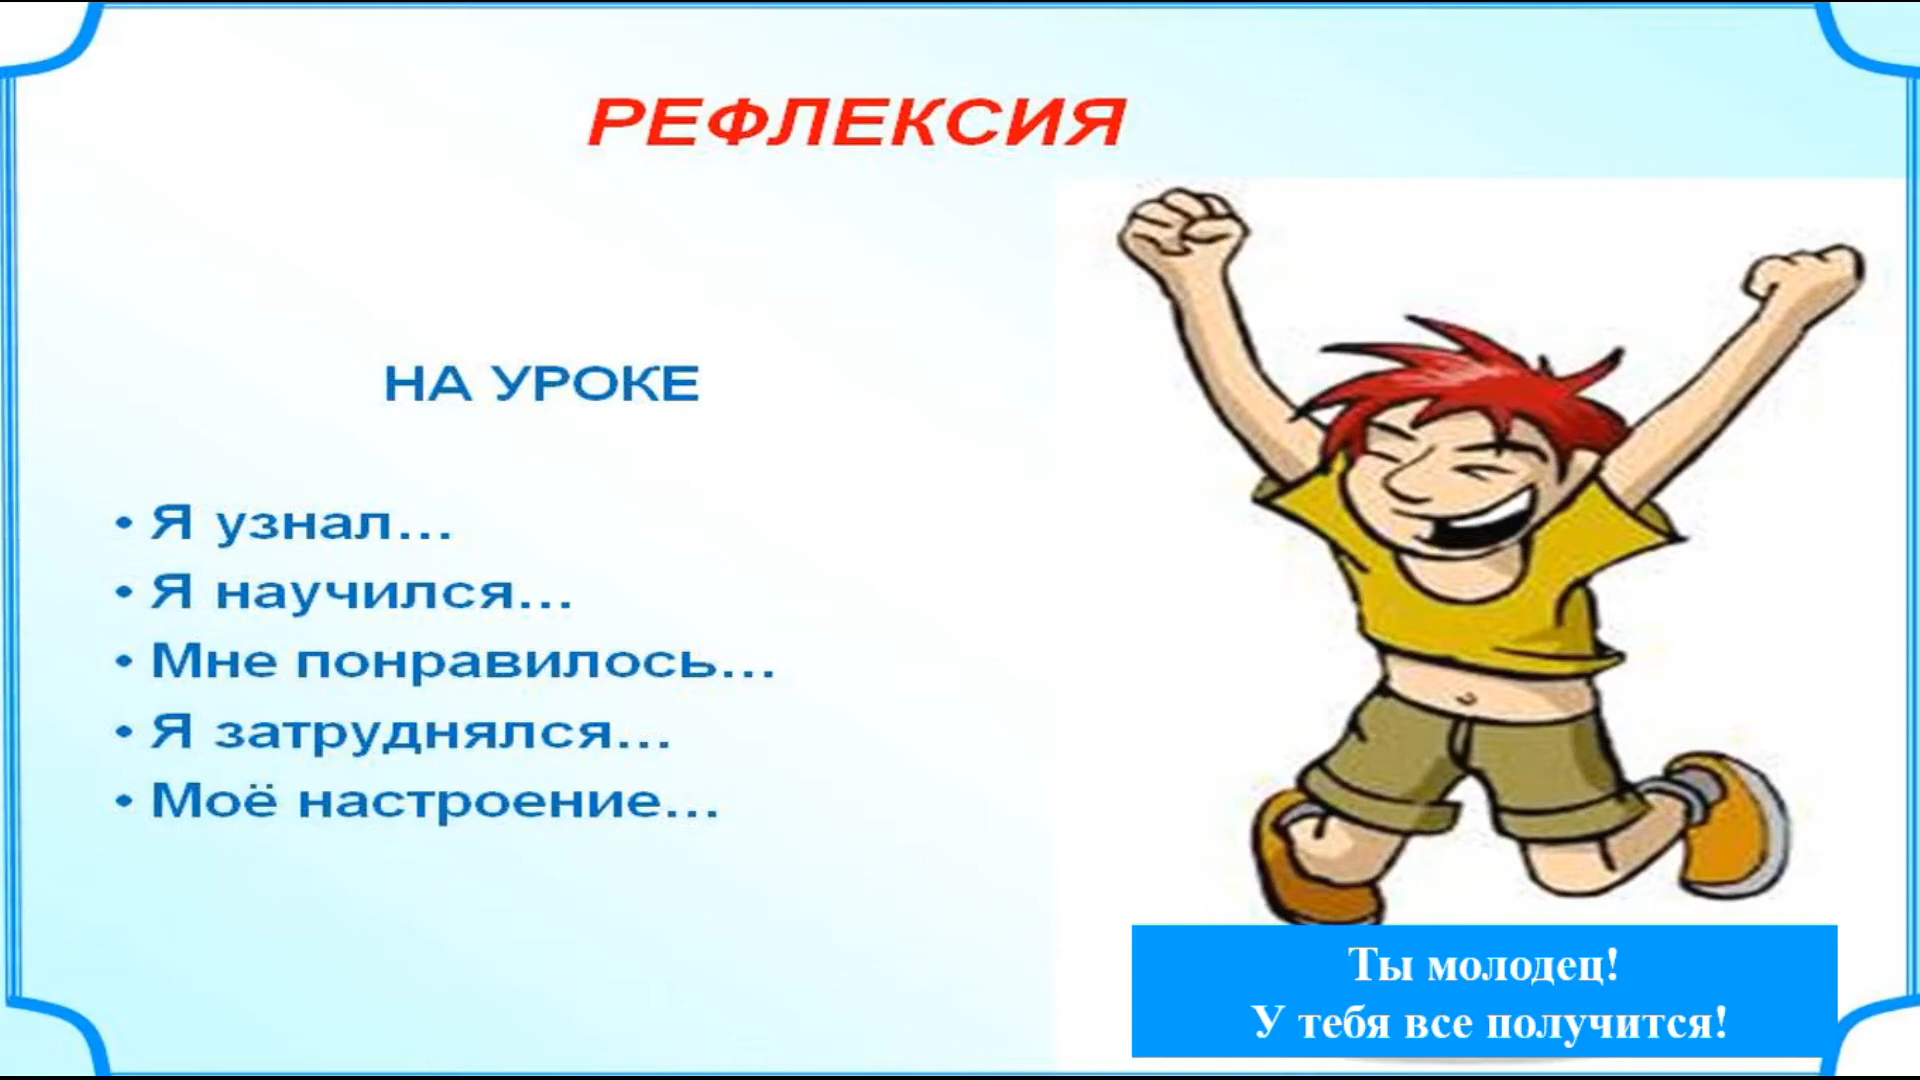 РЕФЛЕКСИЯ
НА УРОКЕ
• Я узнал...
• Я научился...
• Мне понравилось...
• Я затруднялся...
• Моё настроение...
Ты молодец!
У тебя все получится!